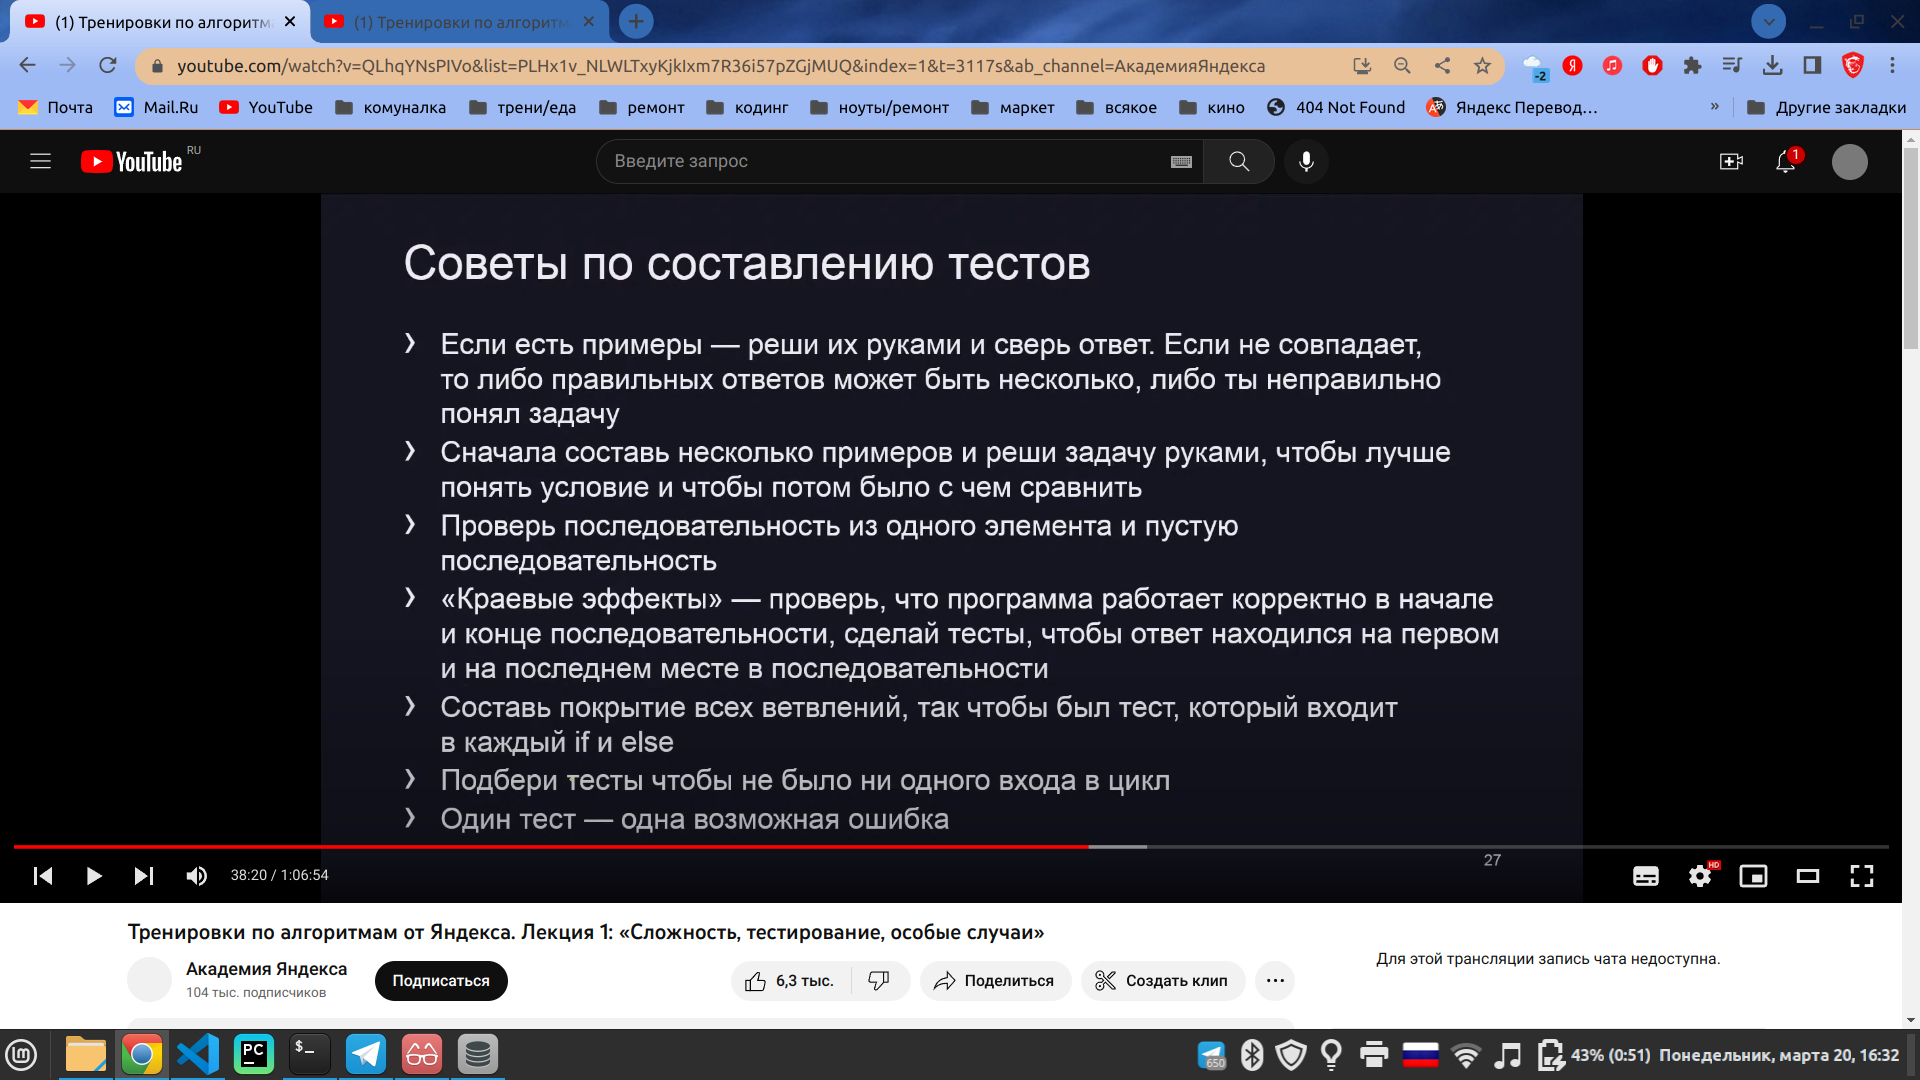 (1) Тренировки по алгоритм
(1) Тренировки по алгоритм
youtube.com/watch?v=QLhqYNsPIVo&list=PLHx1v_NLWLTxyKjkIxm7R36i57pZGjMUQ&index=1&t=3117s&ab_channel=АкадемияЯндекса
-2
Я
Почта
Mail.Ru
YouTube
комуналка
трени/еда
ремонт
кодинг
ноуты/ремонт
маркет
всякое
кино
404 Not Found
Яндекс Перевод...
»
Другие закладки
YouTube
RU
Введите запрос
1
Советы по составлению тестов
Если есть примеры — реши их руками и сверь ответ. Если не совпадает,
то либо правильных ответов может быть несколько, либо ты неправильно
понял задачу
Сначала составь несколько примеров и реши задачу руками, чтобы лучше
понять условие и чтобы потом было с чем сравнить
Проверь последовательность из одного элемента и пустую
последовательность
«Краевые эффекты» — проверь, что программа работает корректно в начале
и конце последовательности, сделай тесты, чтобы ответ находился на первом
и на последнем месте в последовательности
Составь покрытие всех ветвлений, так чтобы был тест, который входит
в каждый if и else
Подбери тесты чтобы не было ни одного входа в цикл
Один тест — одна возможная ошибка
27
38:20 / 1:06:54
HD
Тренировки по алгоритмам от Яндекса. Лекция 1: «Сложность, тестирование, особые случаи»
Академия Яндекса
104 тыс. подписчиков
Подписаться
6,3 тыс.
Поделиться
Создать клип
Для этой трансляции запись чата недоступна.
PC
$_
650
43% (0:51)
Понедельник, марта 20, 16:32